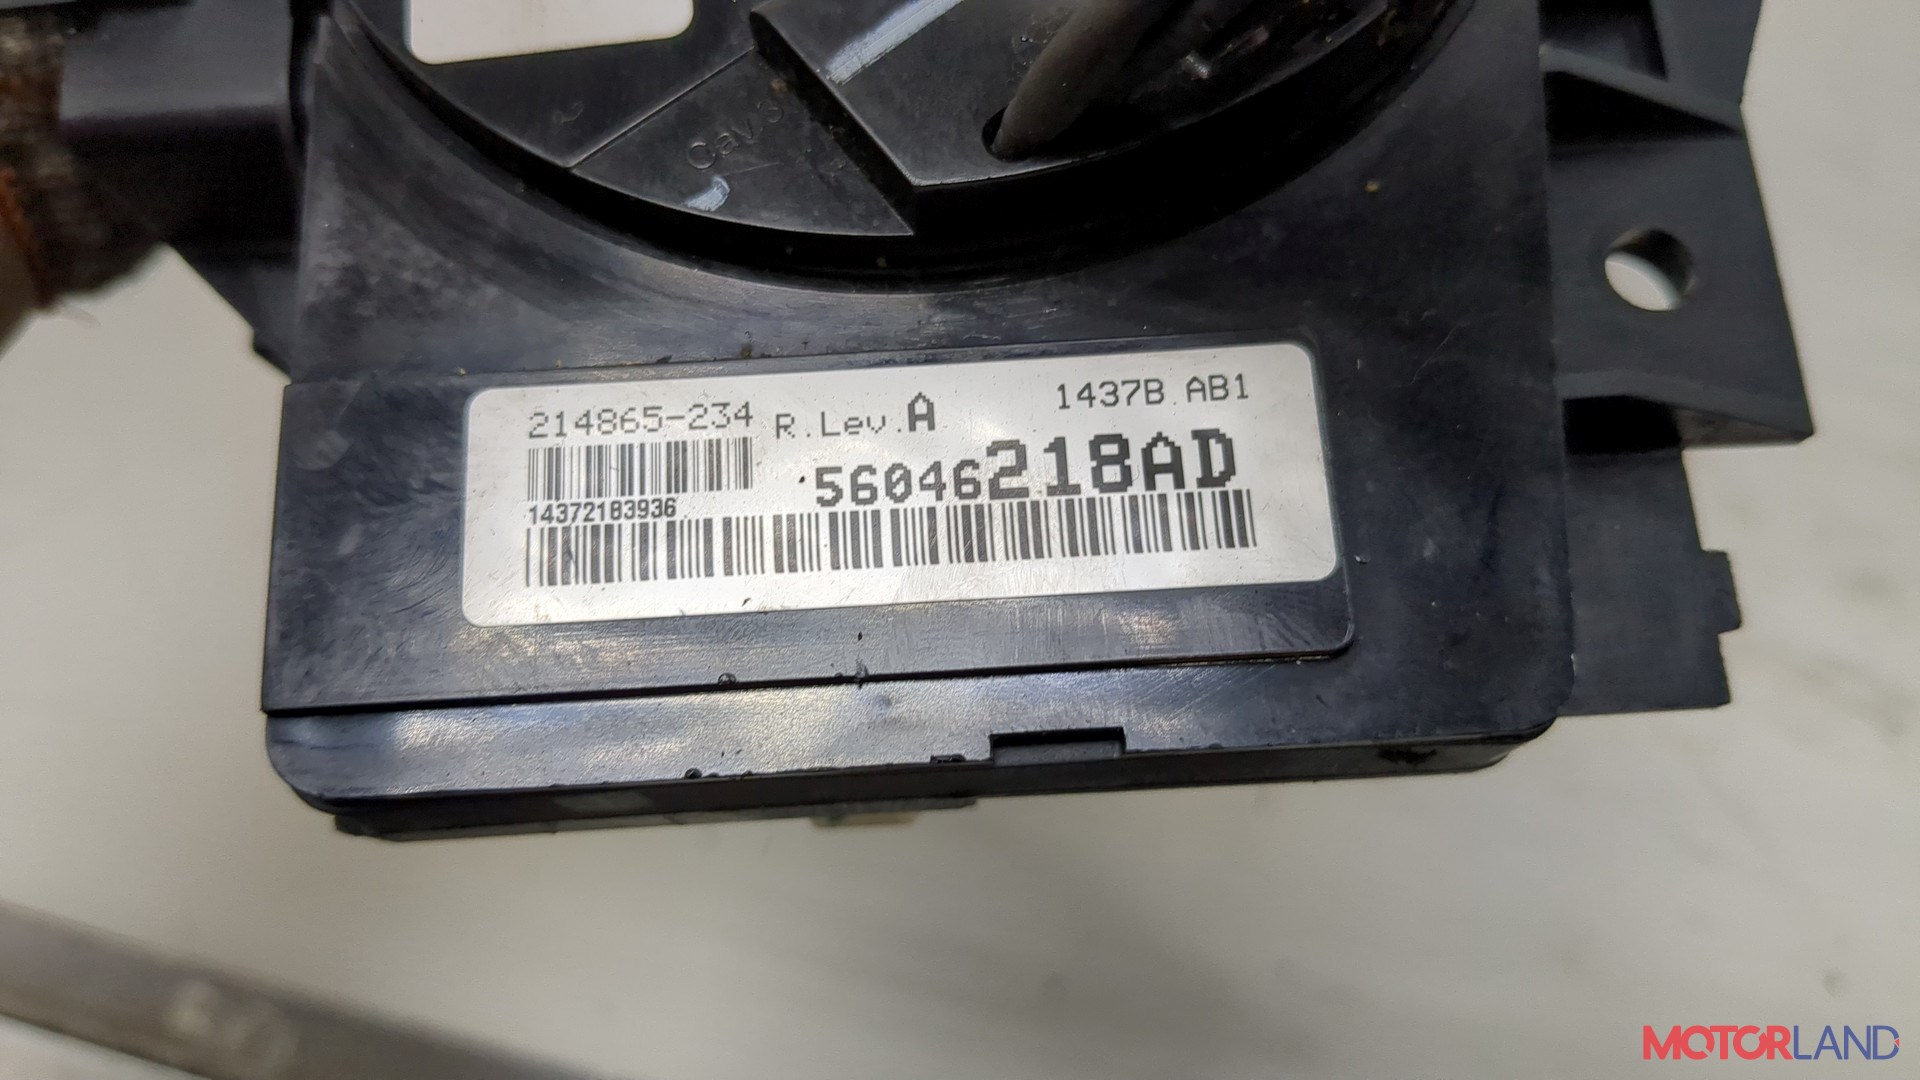 Cav 3
214865-234 R.Lev.A 1437B AB1
56046218AD
14372183936
MOTORLAND